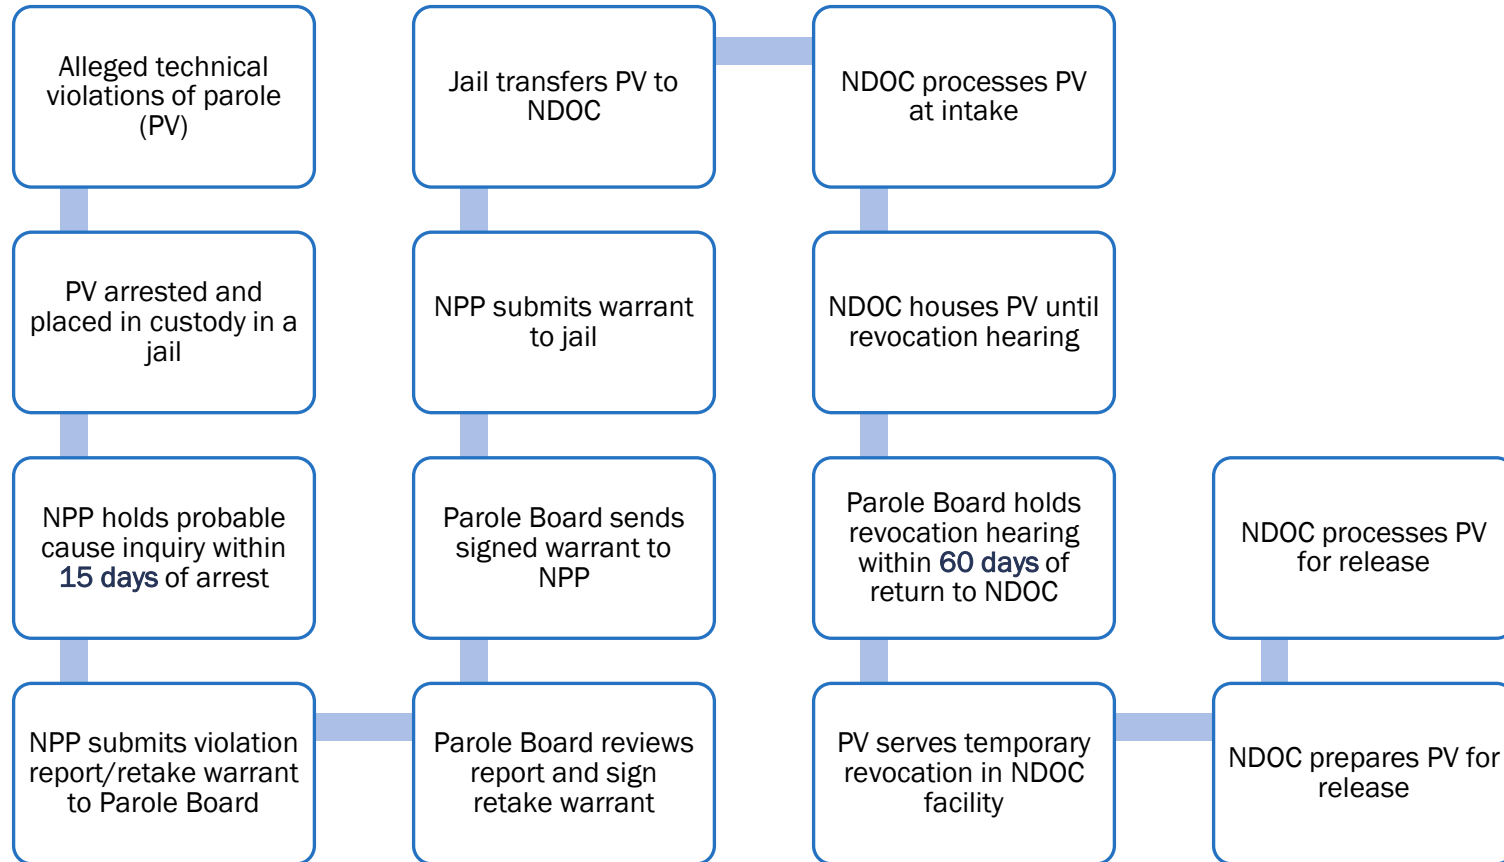 Alleged technical
violations of parole
(PV)
PV arrested and
placed in custody in a
jail
NPP holds probable
cause inquiry within
15 days of arrest
NPP submits violation
report/retake warrant
to Parole Board
Parole Board reviews
report and sign
retake warrant
Parole Board sends
signed warrant to
NPP
NPP submits warrant
to jail
Jail transfers PV to
NDOC
NDOC processes PV
at intake
NDOC houses PV until
revocation hearing
Parole Board holds
revocation hearing
within 60 days of
return to NDOC
PV serves temporary
revocation in NDOC
facility
NDOC prepares PV for
release
NDOC processes PV
for release